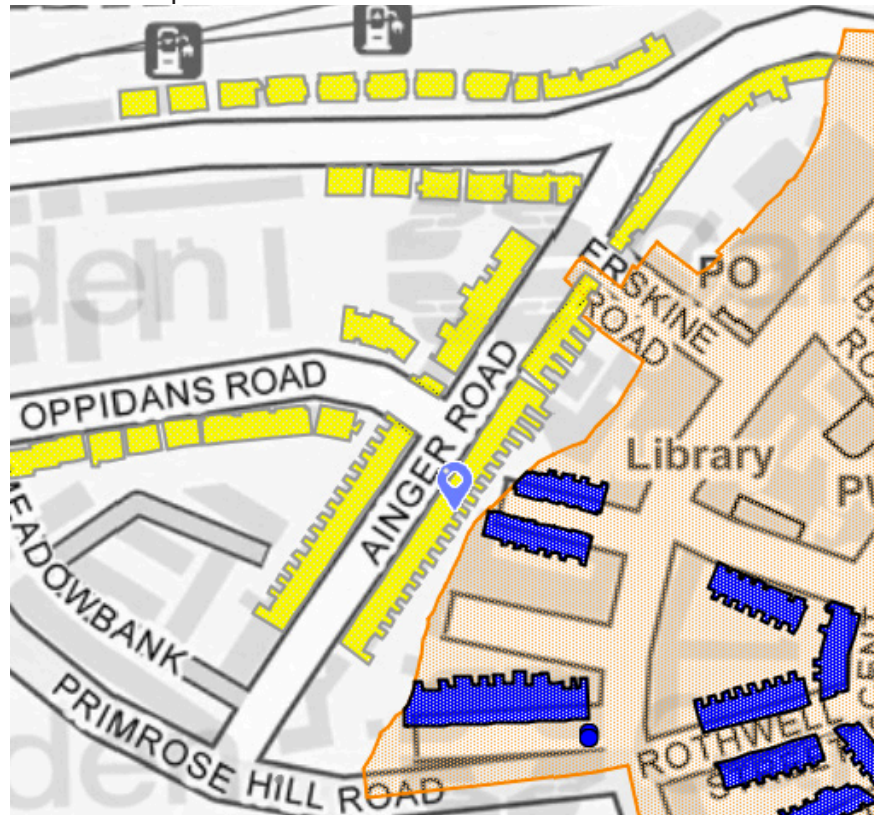 PO
ERSKINE
ROAD
OPPIDANS ROAD
AINGER ROAD
Library
MEADOWBANK
PRIMROSE HILL ROAD
ROTHWELL